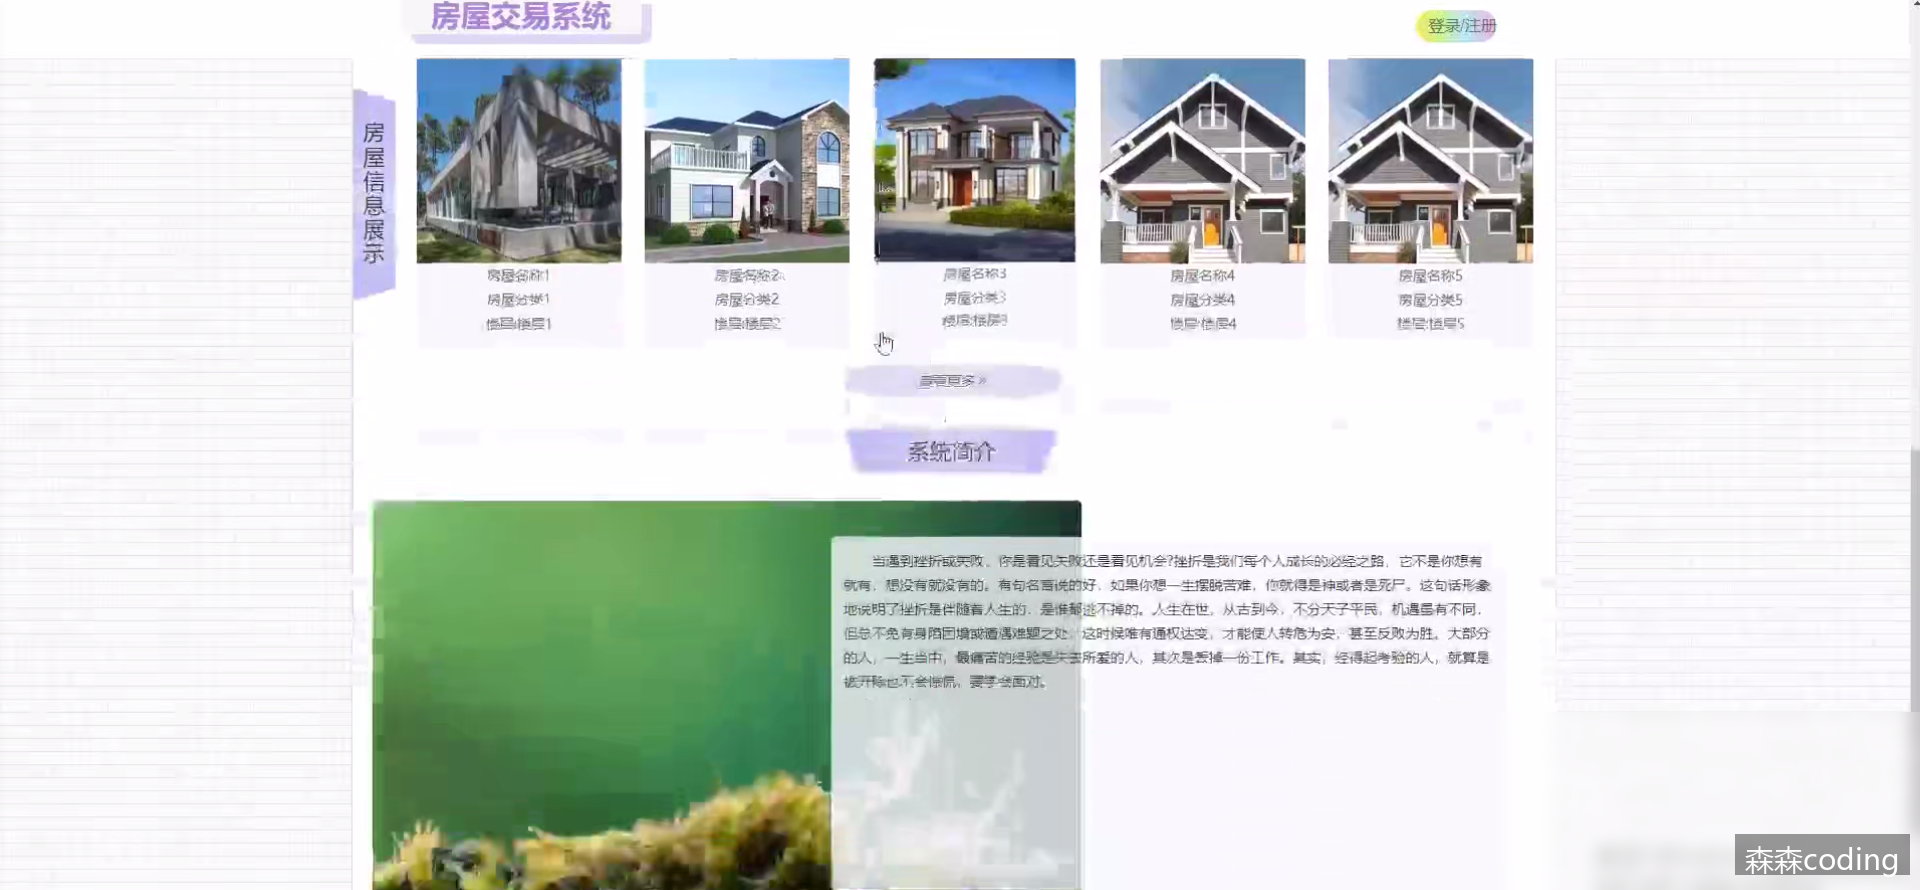 房屋交易系统
登录/注册
房屋信息展示
房屋名称1
房屋分类1
楼层:楼层1
房屋名称2
房屋分类2
楼层:楼层2
房屋名称3
房屋分类3
楼层:楼层3
房屋名称4
房屋分类4
楼层:楼层4
房屋名称5
房屋分类5
楼层:楼层5
查看更多 »
系统简介
当遇到挫折或失败，你是看见失败还是看见机会?挫折是我们每个人成长的必经之路，它不是你想有
就有，想没有就没有的。有句名言说的好，如果你想一生摆脱苦难，你就得是神或者是死尸。这句话形象
地说明了挫折是伴随着人生的，是谁都逃不掉的。人生在世，从古到今，不分天子平民，机遇虽有不同，
但总不免有身陷困境或遭遇难题之处，这时候唯有通权达变，才能使人转危为安，甚至反败为胜。大部分
的人，一生当中，最痛苦的经验是失去所爱的人，其次是丢掉一份工作。其实，经得起考验的人，就算是
被开除也不会惊慌，要学会面对。
森森coding